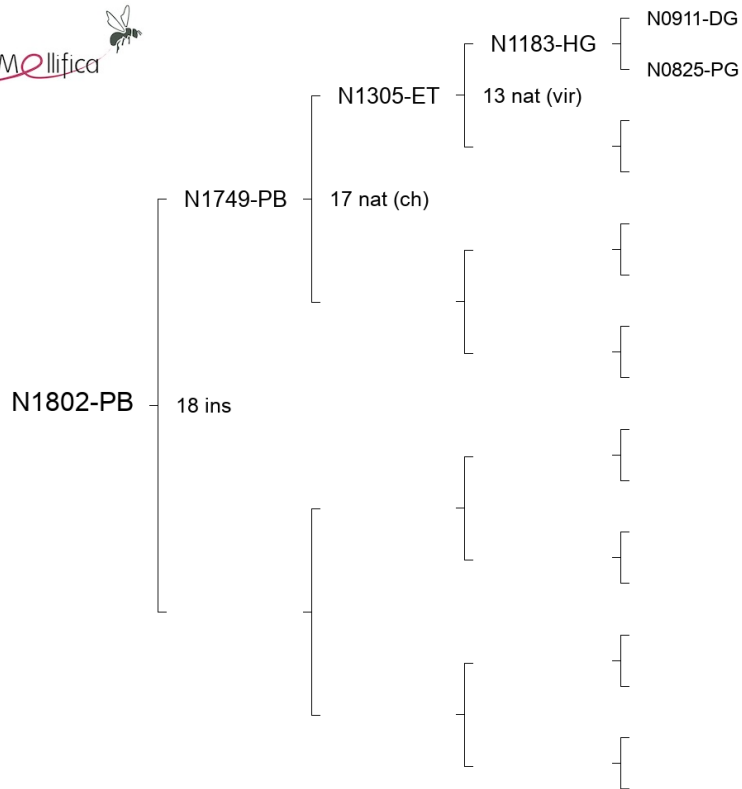 Mellifica
N0911-DG
N1183-HG
N0825-PG
N1305-ET
13 nat (vir)
N1749-PB
17 nat (ch)
N1802-PB
18 ins